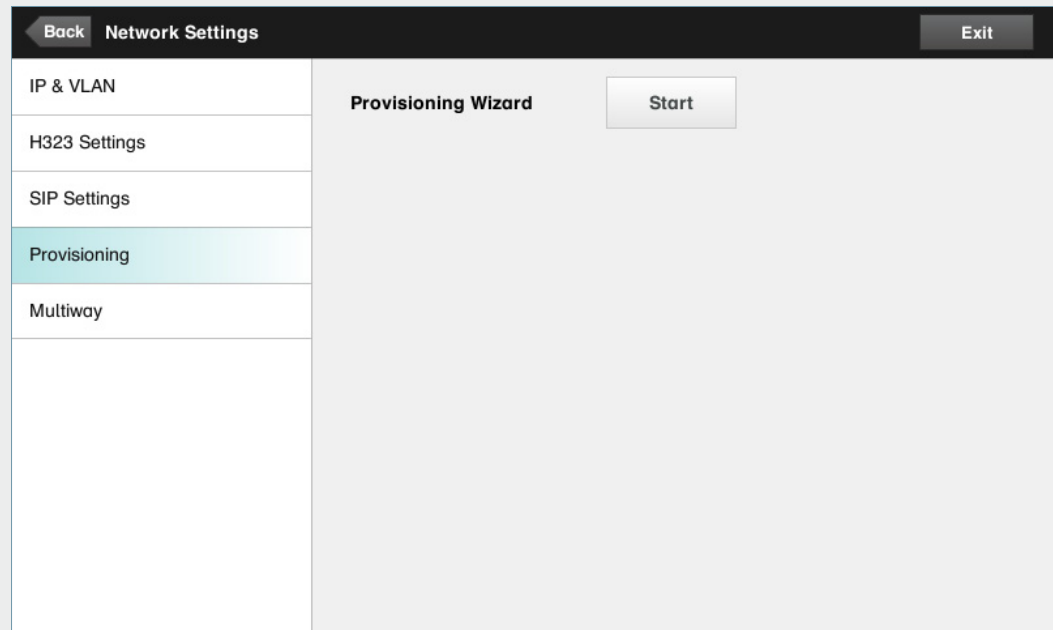 Back Network Settings Exit
IP & VLAN
Provisioning Wizard Start
H323 Settings
SIP Settings
Provisioning
Multiway